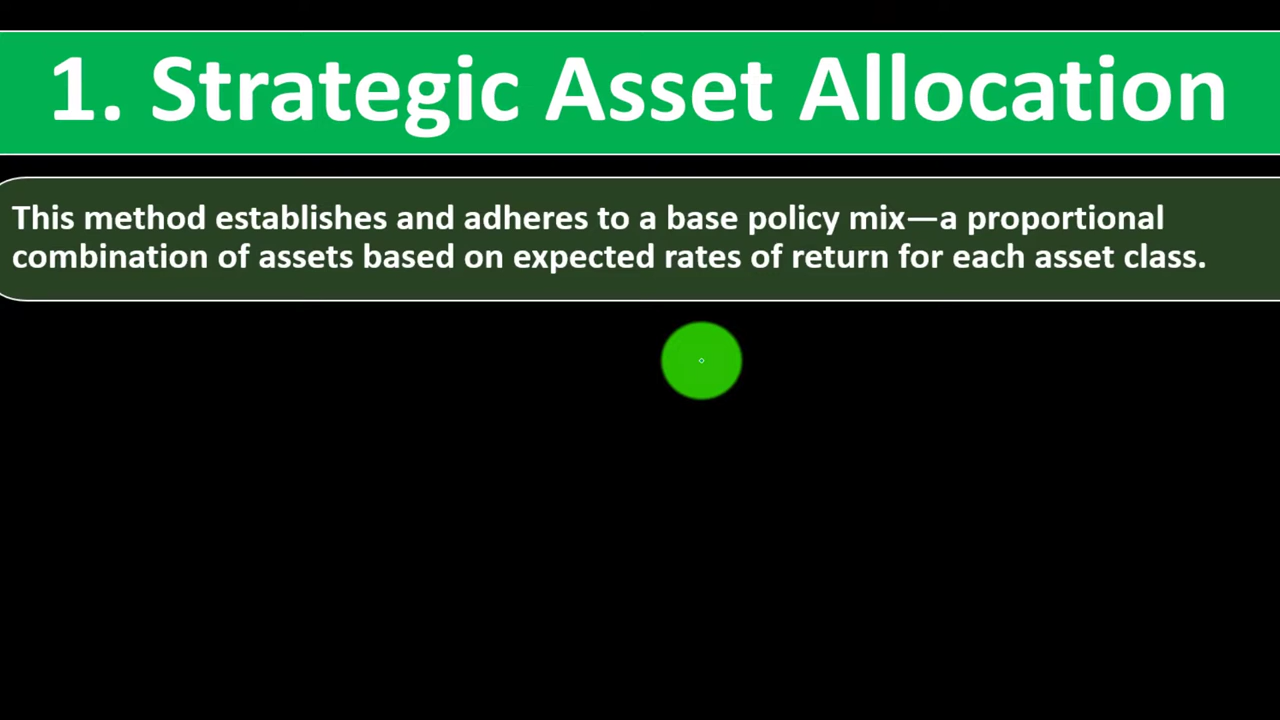 1. Strategic Asset Allocation
This method establishes and adheres to a base policy mix—a proportional
combination of assets based on expected rates of return for each asset class.